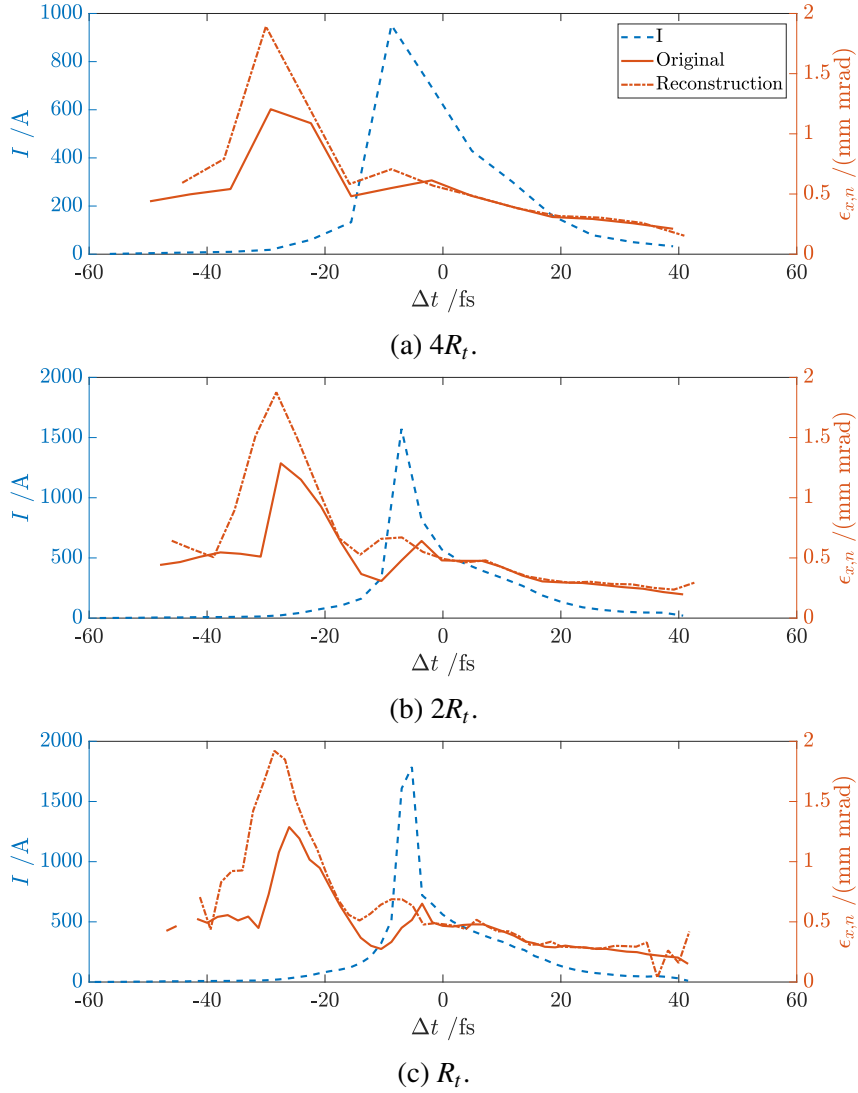 1000
800
600
400
200
0
I /A
I
Original
Reconstruction
2
1.5
1
0.5
0
ϵx,n /(mm mrad)
-60 -40 -20 0 20 40 60
Δt /fs
(a) 4Rt.
2000
1500
1000
500
0
I /A
2
1.5
1
0.5
0
ϵx,n /(mm mrad)
-60 -40 -20 0 20 40 60
Δt /fs
(b) 2Rt.
2000
1500
1000
500
0
I /A
2
1.5
1
0.5
0
ϵx,n /(mm mrad)
-60 -40 -20 0 20 40 60
Δt /fs
(c) Rt.